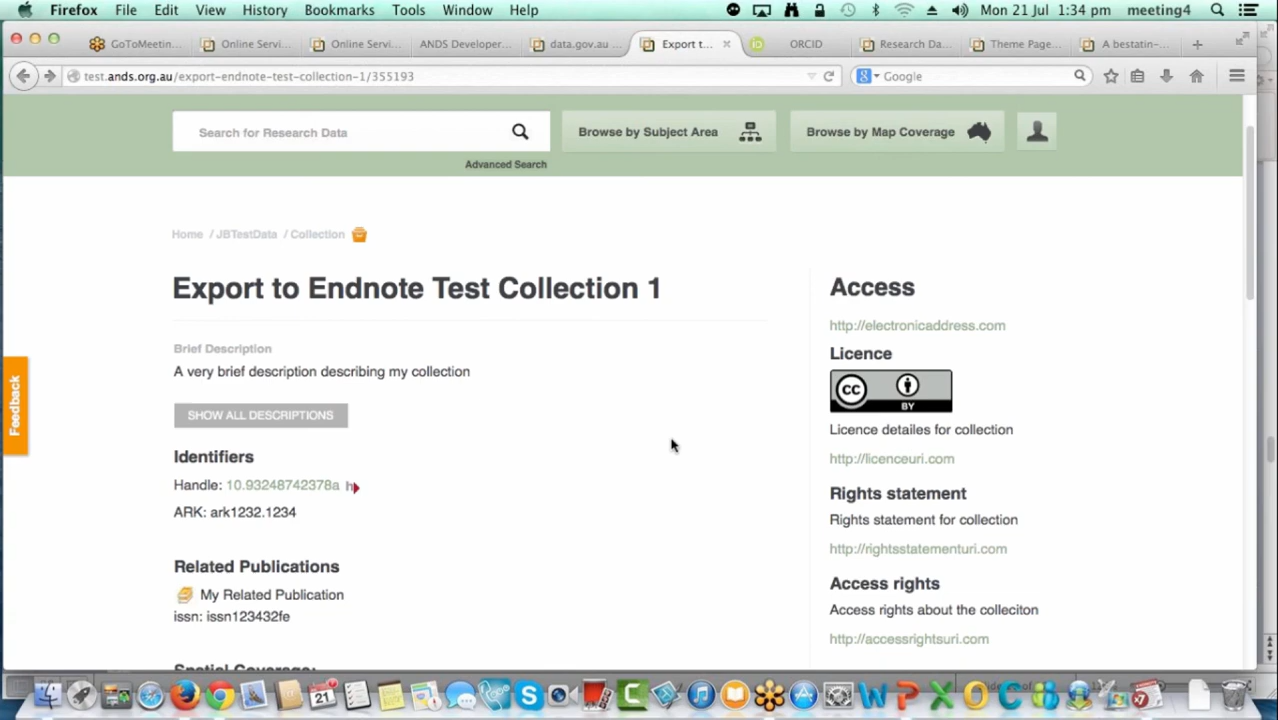 Firefox File Edit View History Bookmarks Tools Window Help Mon 21 Jul 1:34 pm meeting4
GoToMeetin... Online Servi... Online Servi... ANDS Developer... data.gov.au ... Export t... ORCID Research Da... Theme Page... A bestatin-...
test.ands.org.au/export-endnote-test-collection-1/355193 Google
Search for Research Data Browse by Subject Area Browse by Map Coverage
Advanced Search
Home / JBTestData / Collection
Export to Endnote Test Collection 1
Brief Description
A very brief description describing my collection
SHOW ALL DESCRIPTIONS
Identifiers
Handle: 10.93248742378a
ARK: ark1232.1234
Related Publications
My Related Publication
issn: issn123432fe
Spatial Coverage:
Access
http://electronicaddress.com
Licence
CC
BY
Licence detailes for collection
http://licenceuri.com
Rights statement
Rights statement for collection
http://rightsstatementuri.com
Access rights
Access rights about the colleciton
http://accessrightsuri.com
Feedback
21